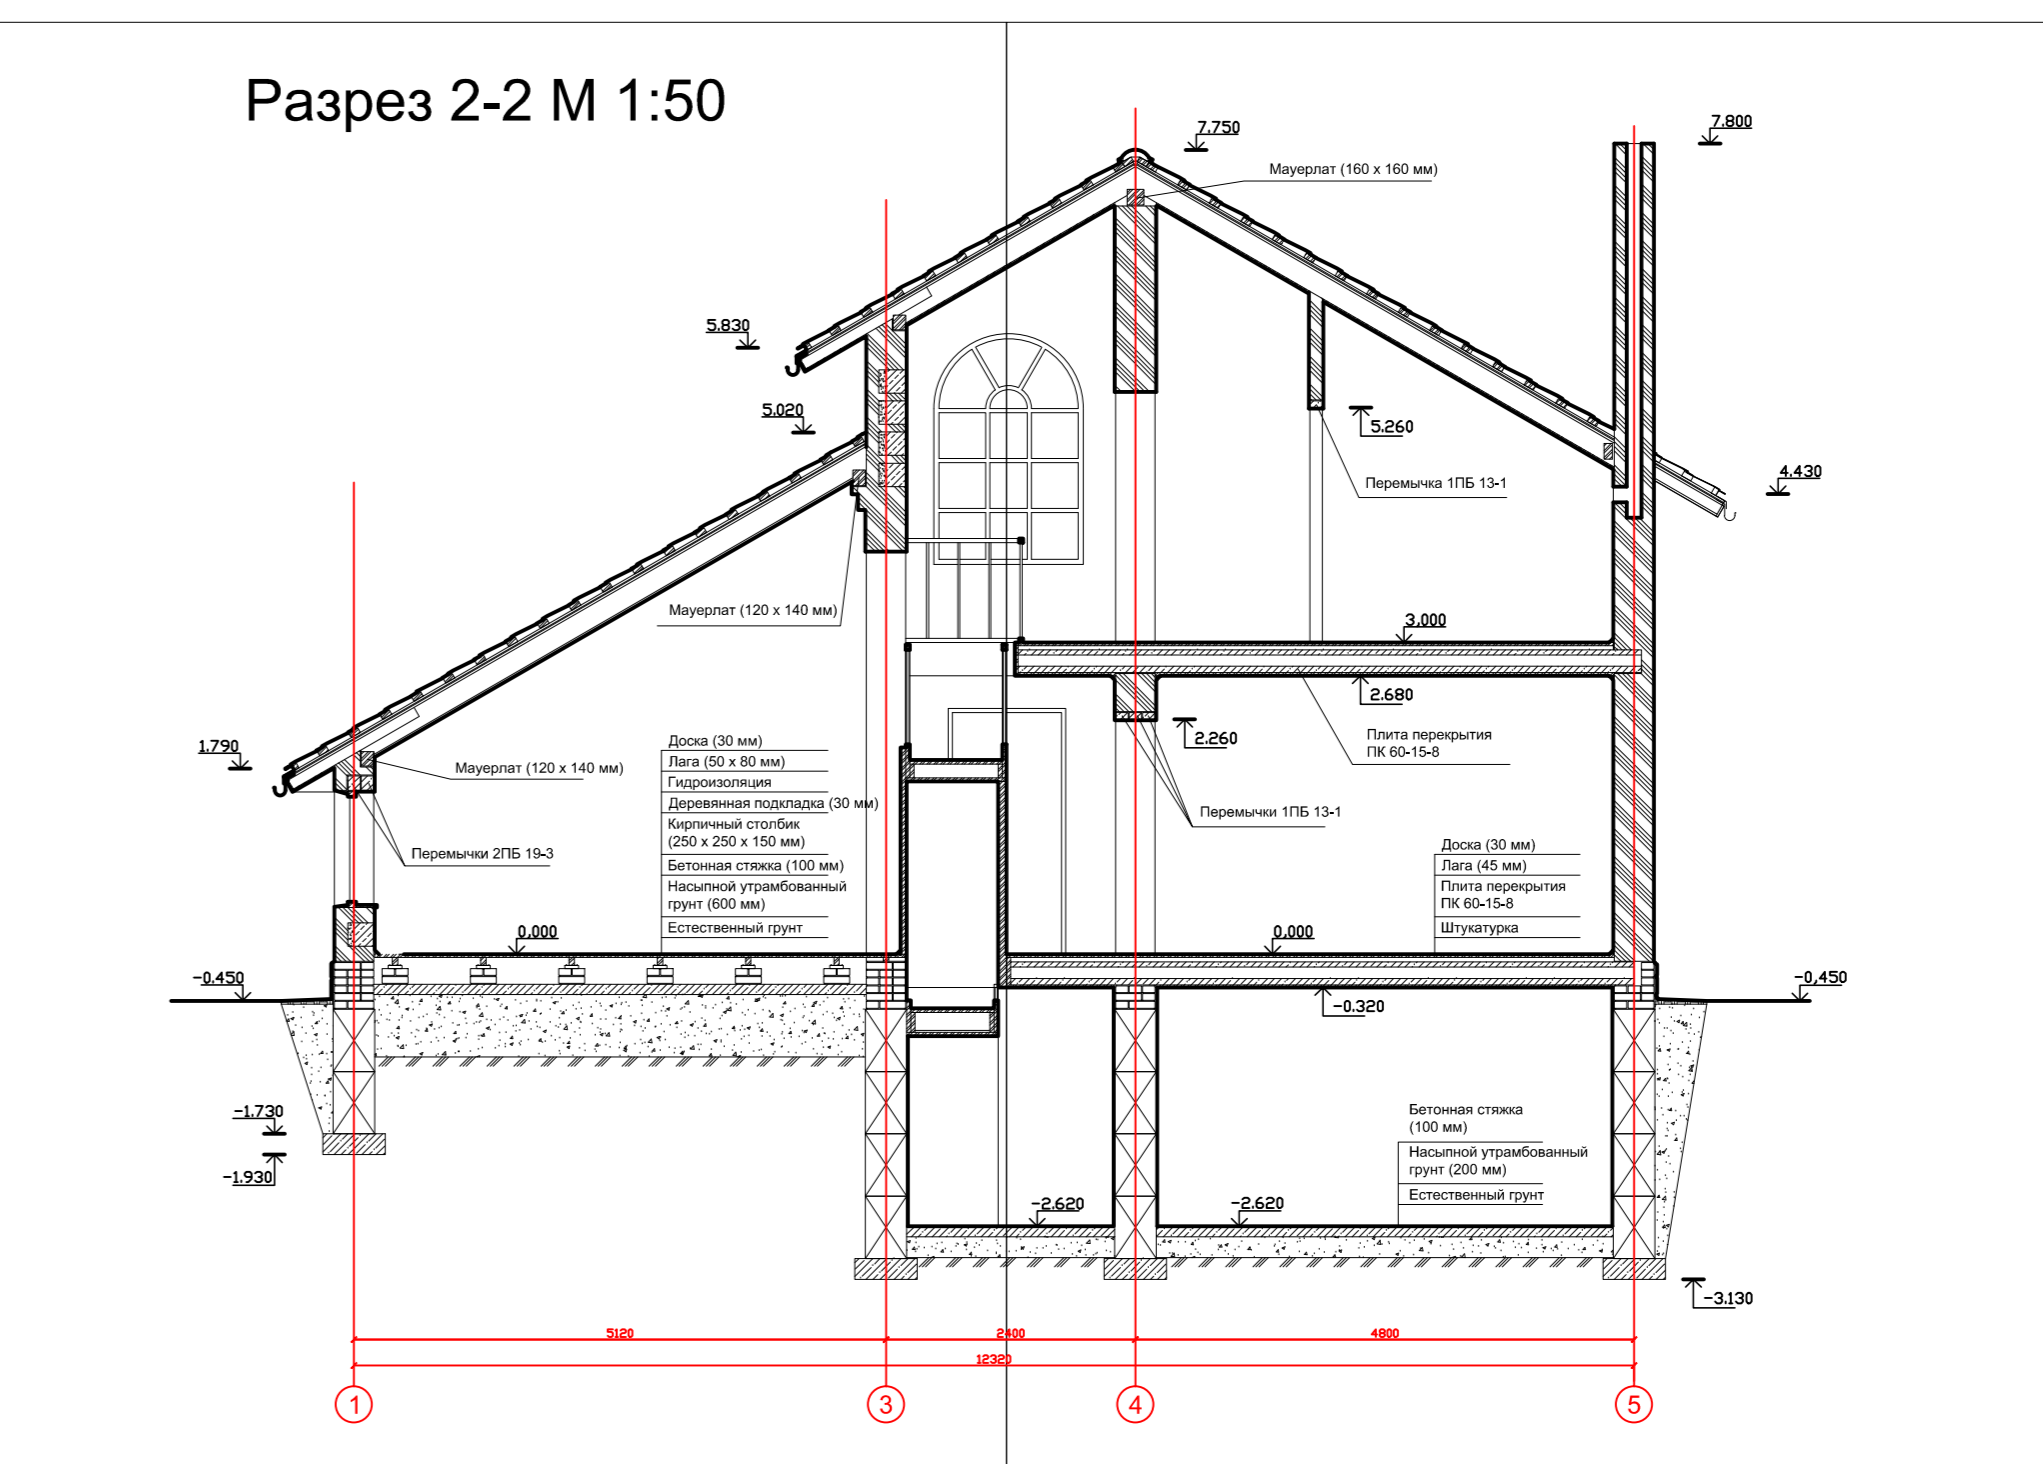 Разрез 2-2 М 1:50
7.750
7.800
Мауерлат (160 х 160 мм)
5.830
5.020
5.260
Перемычка 1ПБ 13-1
4.430
Мауерлат (120 х 140 мм)
3,000
2.680
2.260
Плита перекрытия
ПК 60-15-8
1.790
Мауерлат (120 х 140 мм)
Перемычки 2ПБ 19-3
Доска (30 мм)
Лага (50 х 80 мм)
Гидроизоляция
Деревянная подкладка (30 мм)
Кирпичный столбик
(250 х 250 х 150 мм)
Бетонная стяжка (100 мм)
Насыпной утрамбованный
грунт (600 мм)
Естественный грунт
Перемычки 1ПБ 13-1
Доска (30 мм)
Лага (45 мм)
Плита перекрытия
ПК 60-15-8
Штукатурка
0,000
0,000
-0.450
-0,450
-0.320
-1.730
-1.930
Бетонная стяжка
(100 мм)
Насыпной утрамбованный
грунт (200 мм)
Естественный грунт
-2.620
-2.620
-3.130
5120
2400
4800
12320
1
3
4
5